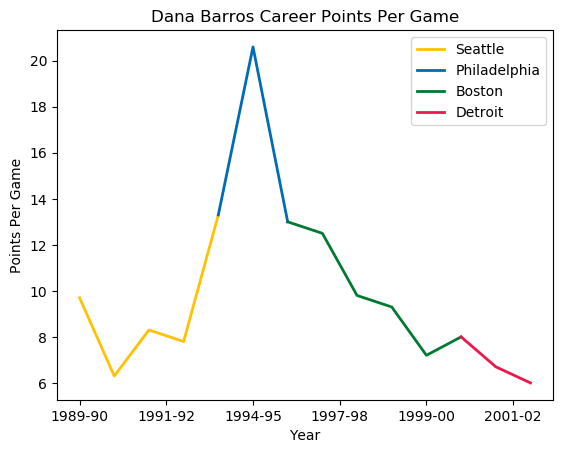 Dana Barros Career Points Per Game
Seattle
Philadelphia
Boston
Detroit
Points Per Game
20
18
16
14
12
10
8
6
1989-90 1991-92 1994-95 1997-98 1999-00 2001-02
Year